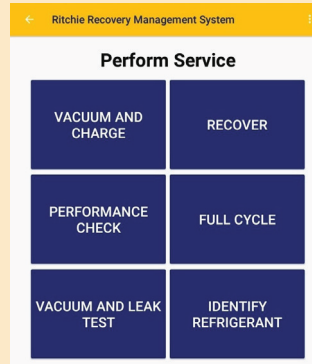 Ritchie Recovery Management System
Perform Service
VACUUM AND
CHARGE
RECOVER
PERFORMANCE
CHECK
FULL CYCLE
VACUUM AND LEAK
TEST
IDENTIFY
REFRIGERANT